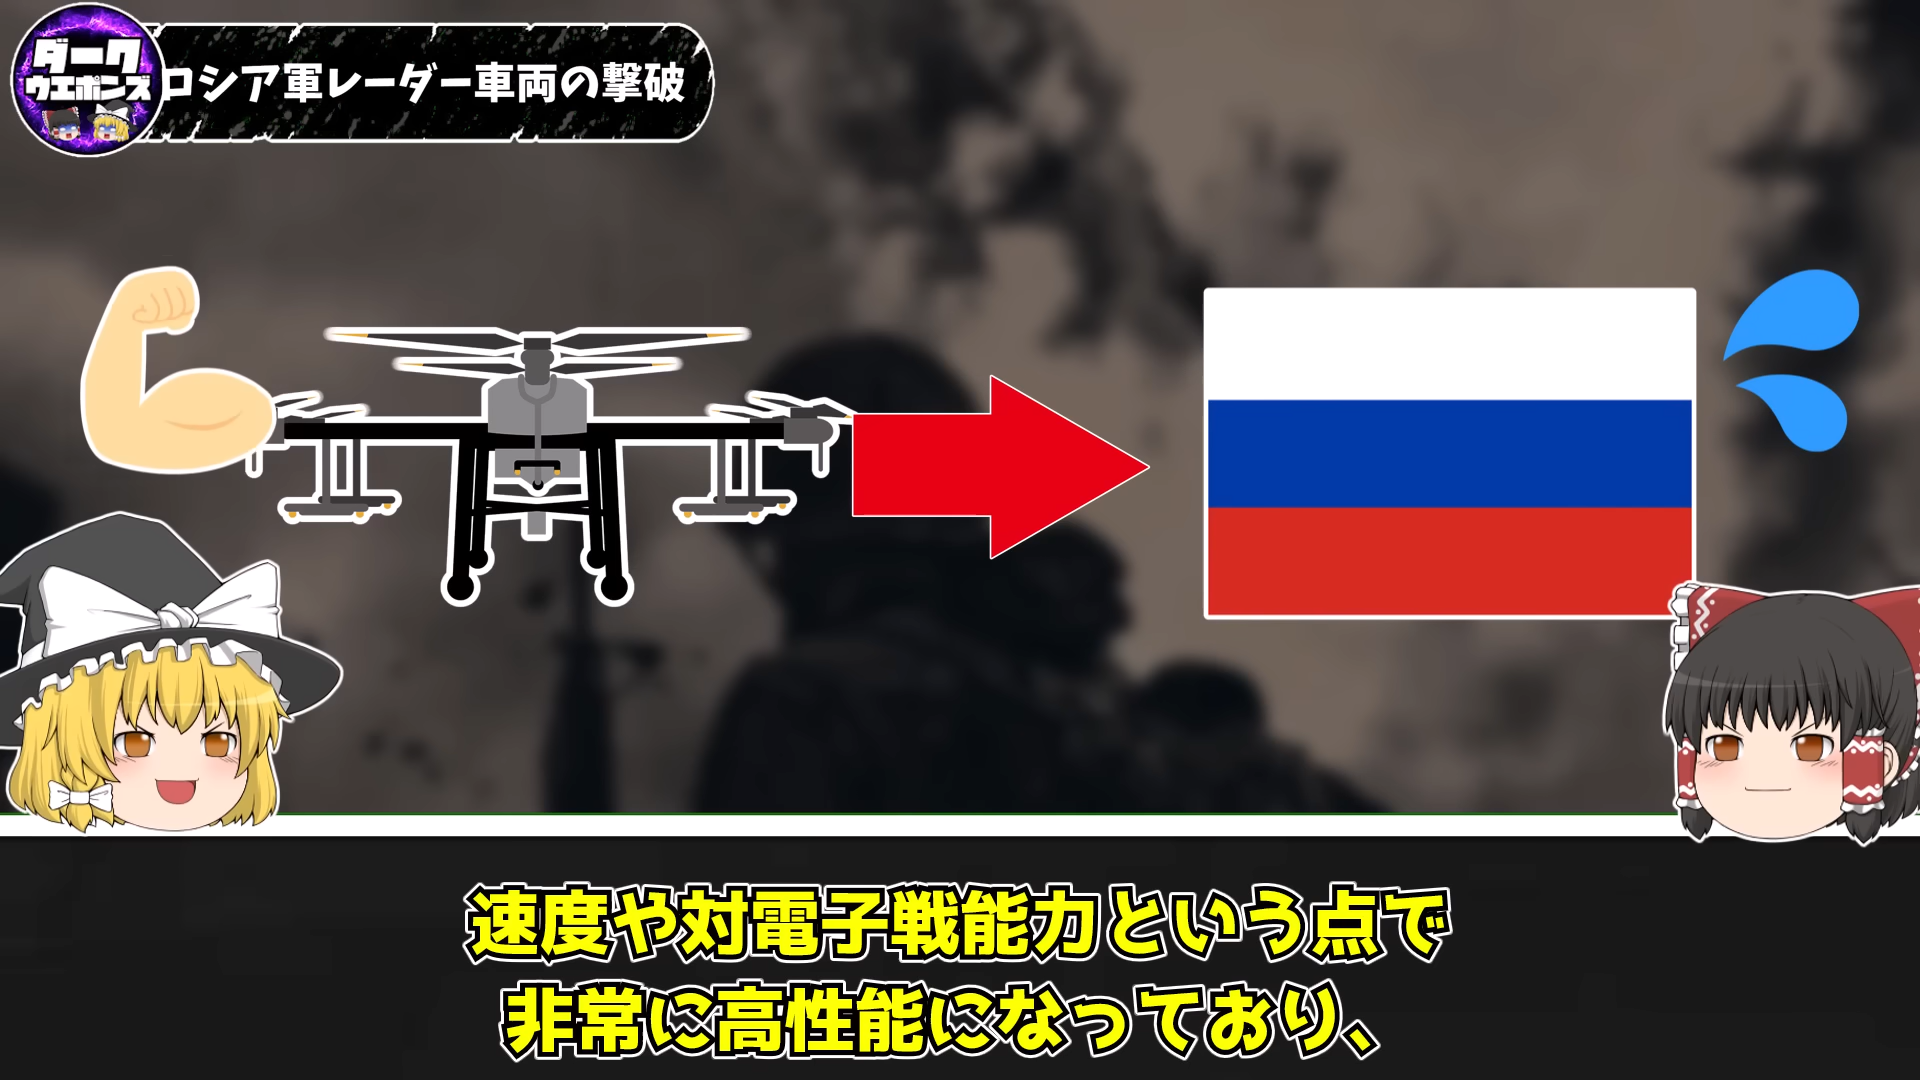 ダーク
ウエポンズ
ロシア軍レーダー車両の撃破
速度や対電子戦能力という点で
非常に高性能になっており、